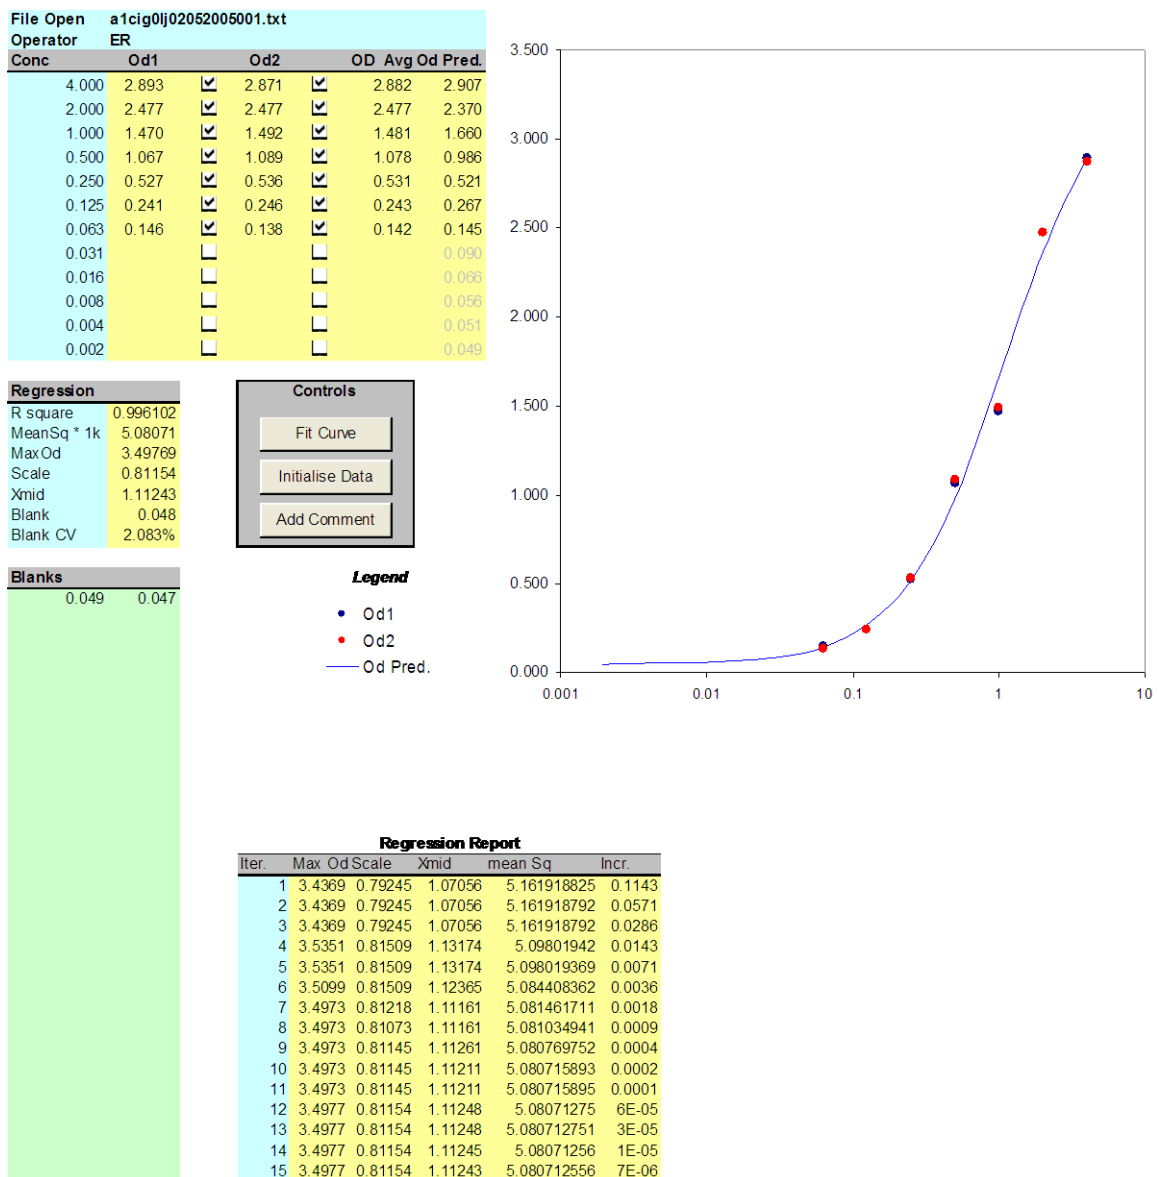 File Open a1cig0lj02052005001.txt
Operator ER
Conc Od1 Od2 OD Avg Od Pred.
4.000 2.893 2.871 2.882 2.907
2.000 2.477 2.477 2.477 2.370
1.000 1.470 1.492 1.481 1.660
0.500 1.067 1.089 1.078 0.986
0.250 0.527 0.536 0.531 0.521
0.125 0.241 0.246 0.243 0.267
0.063 0.146 0.138 0.142 0.145
0.031 0.090
0.016 0.066
0.008 0.056
0.004 0.051
0.002 0.049
Regression
R square 0.996102
MeanSq * 1k 5.08071
MaxOd 3.49769
Scale 0.81154
Xmid 1.11243
Blank 0.048
Blank CV 2.083%
Controls
Fit Curve
Initialise Data
Add Comment
Blanks
0.049 0.047
Legend
Od1
Od2
Od Pred.
3.500
3.000
2.500
2.000
1.500
1.000
0.500
0.000
0.001 0.01 0.1 1 10
Regression Report
Iter. Max Od Scale Xmid mean Sq Incr.
1 3.4369 0.79245 1.07056 5.161918825 0.1143
2 3.4369 0.79245 1.07056 5.161918792 0.0571
3 3.4369 0.79245 1.07056 5.161918792 0.0286
4 3.5351 0.81509 1.13174 5.09801942 0.0143
5 3.5351 0.81509 1.13174 5.098019369 0.0071
6 3.5099 0.81509 1.12365 5.084408362 0.0036
7 3.4973 0.81218 1.11161 5.081461711 0.0018
8 3.4973 0.81073 1.11161 5.081034941 0.0009
9 3.4973 0.81145 1.11261 5.080769752 0.0004
10 3.4973 0.81145 1.11211 5.080715893 0.0002
11 3.4973 0.81145 1.11211 5.080715895 0.0001
12 3.4977 0.81154 1.11248 5.08071275 6E-05
13 3.4977 0.81154 1.11248 5.080712751 3E-05
14 3.4977 0.81154 1.11245 5.08071256 1E-05
15 3.4977 0.81154 1.11243 5.080712556 7E-06